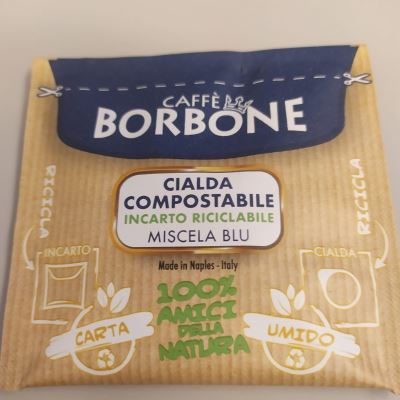 CAFFÈ
BORBONE
CIALDA
COMPOSTABILE
INCARTO RICICLABILE
MISCELA BLU
Made in Naples - Italy
RICICLA
INCARTO
CARTA
100%
AMICI
DELLA
NATURA
RICICLA
CIALDA
UMIDO